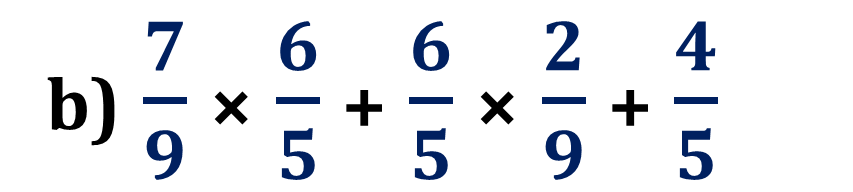 b) 7/9 × 6/5 + 6/5 × 2/9 + 4/5